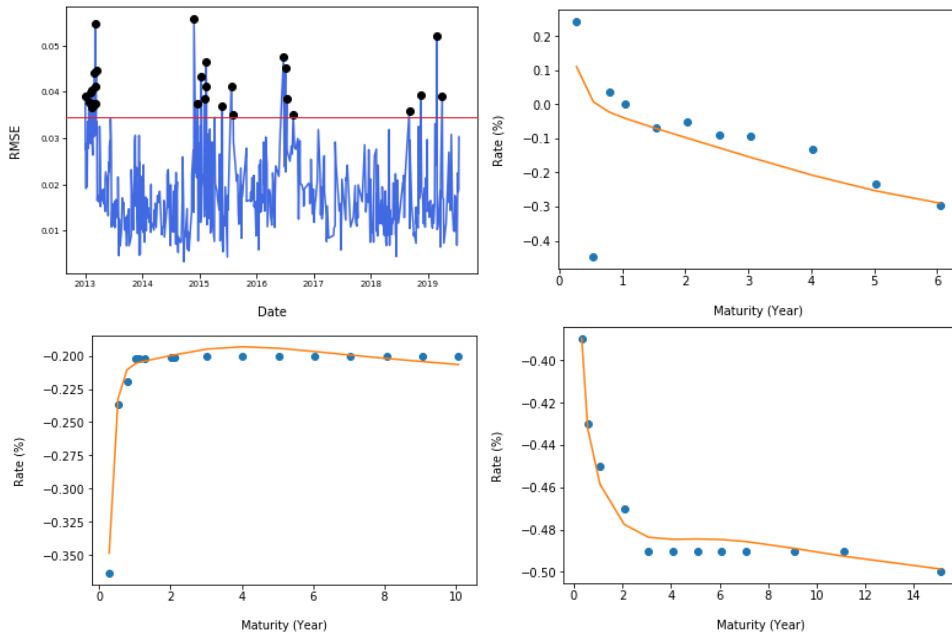 0.05
0.04
0.03
0.02
0.01
RMSE
2013 2014 2015 2016 2017 2018 2019
Date
0.2
0.1
0.0
−0.1
−0.2
−0.3
−0.4
Rate (%)
0 1 2 3 4 5 6
Maturity (Year)
−0.200
−0.225
−0.250
−0.275
−0.300
−0.325
−0.350
Rate (%)
0 2 4 6 8 10
Maturity (Year)
−0.40
−0.42
−0.44
−0.46
−0.48
−0.50
Rate (%)
0 2 4 6 8 10 12 14
Maturity (Year)